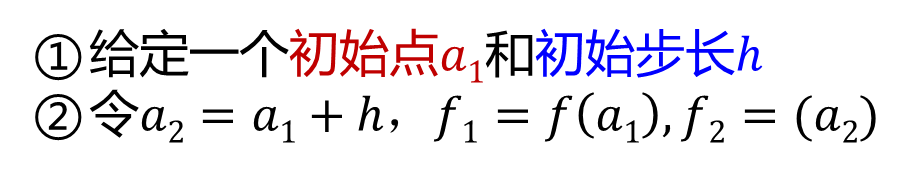 ①给定一个初始点a₁和初始步长h
②令a₂ = a₁ + h，f₁ = f(a₁), f₂ = (a₂)